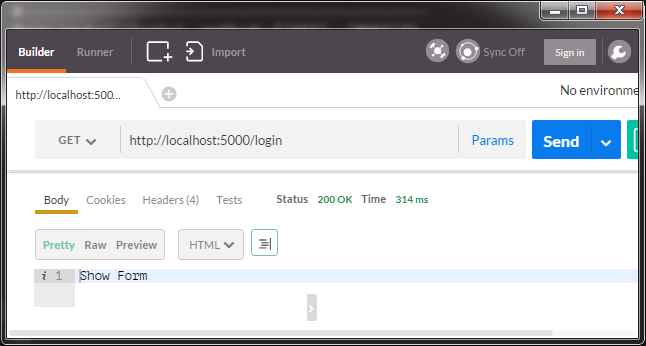 Builder Runner Import Sync Off Sign in
http://localhost:500...
No environme
GET http://localhost:5000/login Params Send
Body Cookies Headers (4) Tests Status 200 OK Time 314 ms
Pretty Raw Preview HTML
i 1 Show Form